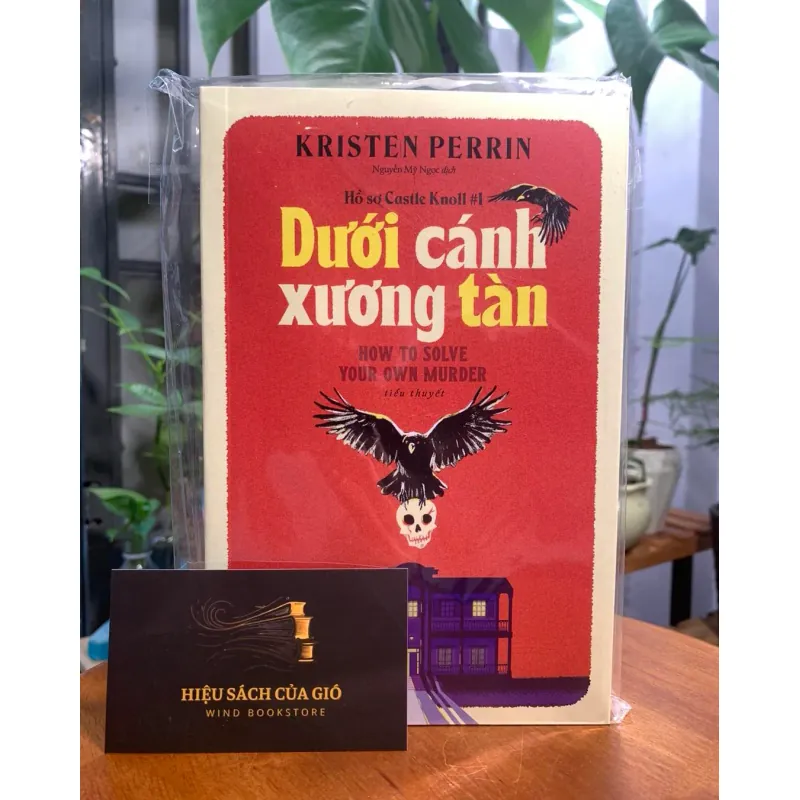 KRISTEN PERRIN
Nguyễn Mỹ Ngọc dịch
Hồ sơ Castle Knoll #1
Dưới cánh
xương tàn
HOW TO SOLVE
YOUR OWN MURDER
tiểu thuyết
HIỆU SÁCH CỦA GIÓ
WIND BOOKSTORE